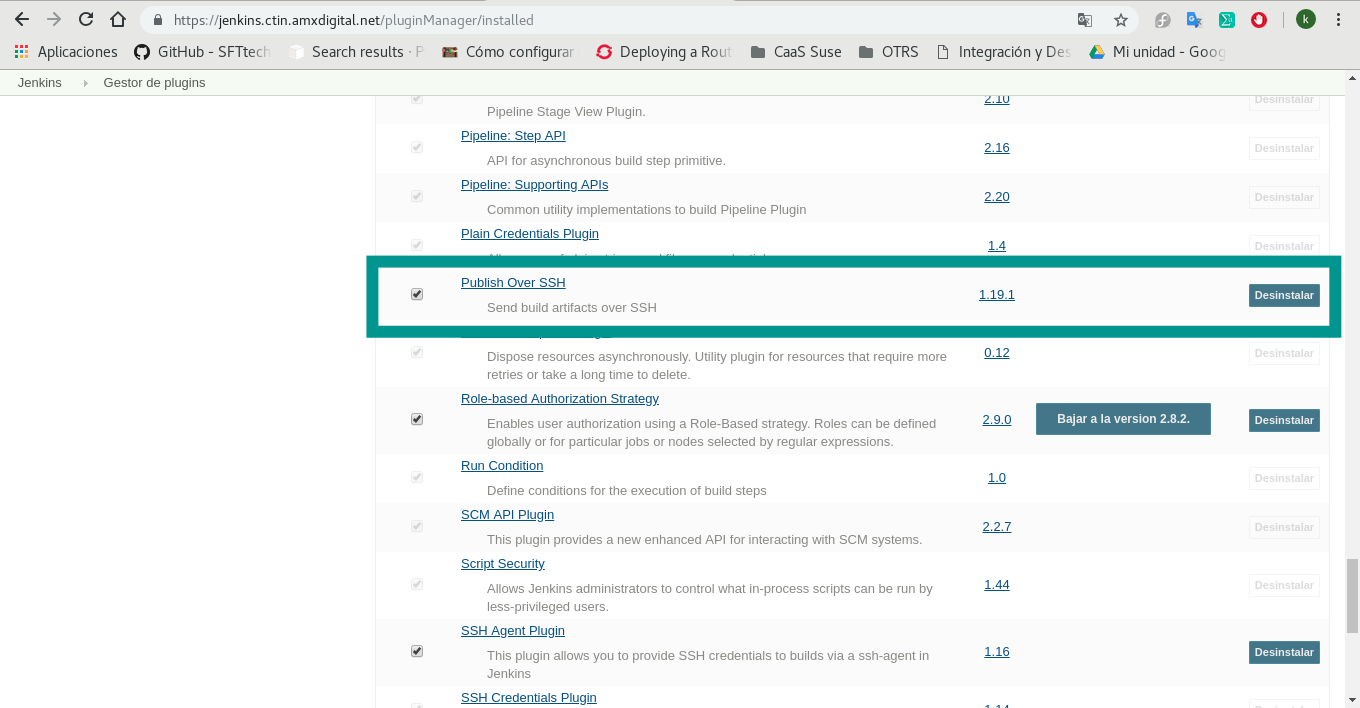 https://jenkins.ctin.amxdigital.net/pluginManager/installed
k
Aplicaciones
GitHub - SFTtech
Search results · P
Cómo configurar
Deploying a Rout
CaaS Suse
OTRS
Integración y Des
Mi unidad - Goog
Jenkins
Gestor de plugins
2.10
Desinstalar
Pipeline Stage View Plugin.
Pipeline: Step API
2.16
Desinstalar
API for asynchronous build step primitive.
Pipeline: Supporting APIs
2.20
Desinstalar
Common utility implementations to build Pipeline Plugin
Plain Credentials Plugin
1.4
Desinstalar
Publish Over SSH
1.19.1
Desinstalar
Send build artifacts over SSH
0.12
Desinstalar
Dispose resources asynchronously. Utility plugin for resources that require more
retries or take a long time to delete.
Role-based Authorization Strategy
2.9.0
Bajar a la version 2.8.2.
Desinstalar
Enables user authorization using a Role-Based strategy. Roles can be defined
globally or for particular jobs or nodes selected by regular expressions.
Run Condition
1.0
Desinstalar
Define conditions for the execution of build steps
SCM API Plugin
2.2.7
Desinstalar
This plugin provides a new enhanced API for interacting with SCM systems.
Script Security
1.44
Desinstalar
Allows Jenkins administrators to control what in-process scripts can be run by
less-privileged users.
SSH Agent Plugin
1.16
Desinstalar
This plugin allows you to provide SSH credentials to builds via a ssh-agent in
Jenkins
SSH Credentials Plugin